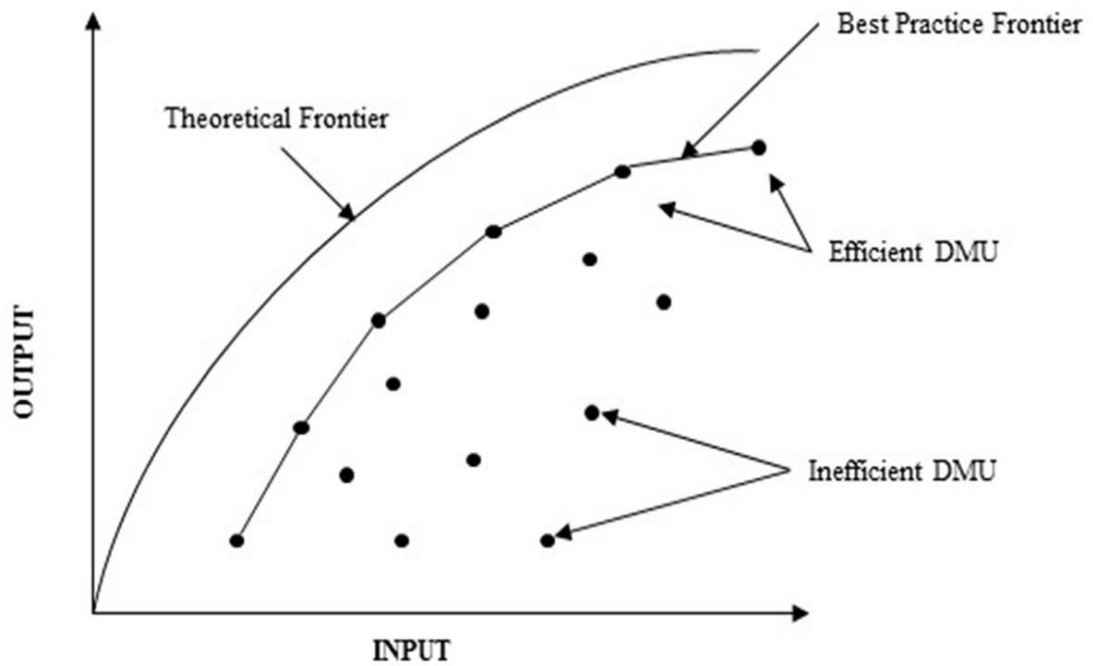 Best Practice Frontier
Theoretical Frontier
Efficient DMU
OUTPUT
Inefficient DMU
INPUT